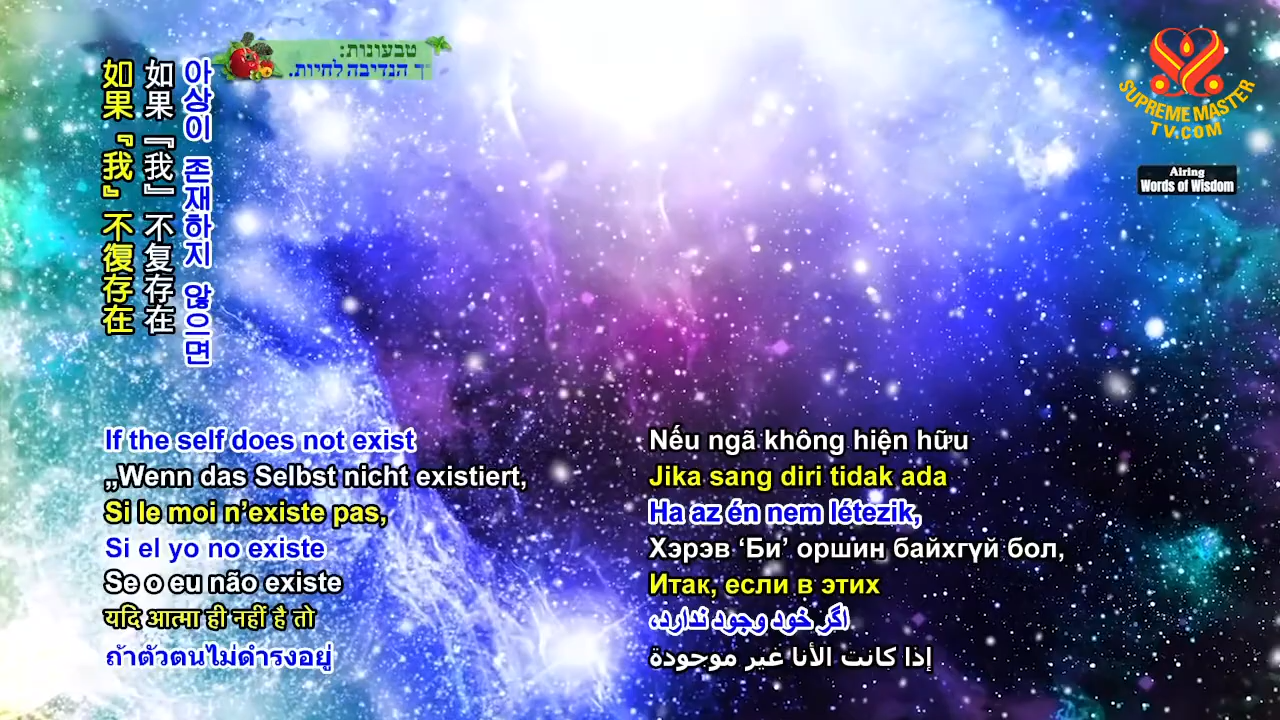 טבעונות:
ך הנדיבה לחיות.
SUPREME MASTER
TV.COM
Airing
Words of Wisdom
아상이 존재하지 않으면
如果『我』不复存在
如果『我』不復存在
If the self does not exist
„Wenn das Selbst nicht existiert,
Si le moi n’existe pas,
Si el yo no existe
Se o eu não existe
यदि आत्मा ही नहीं है तो
ถ้าตัวตนไม่ดำรงอยู่
Nếu ngã không hiện hữu
Jika sang diri tidak ada
Ha az én nem létezik,
Хэрэв ‘Би’ оршин байхгүй бол,
Итак, если в этих
اگر خود وجود ندارد،
إذا كانت الأنا غير موجودة